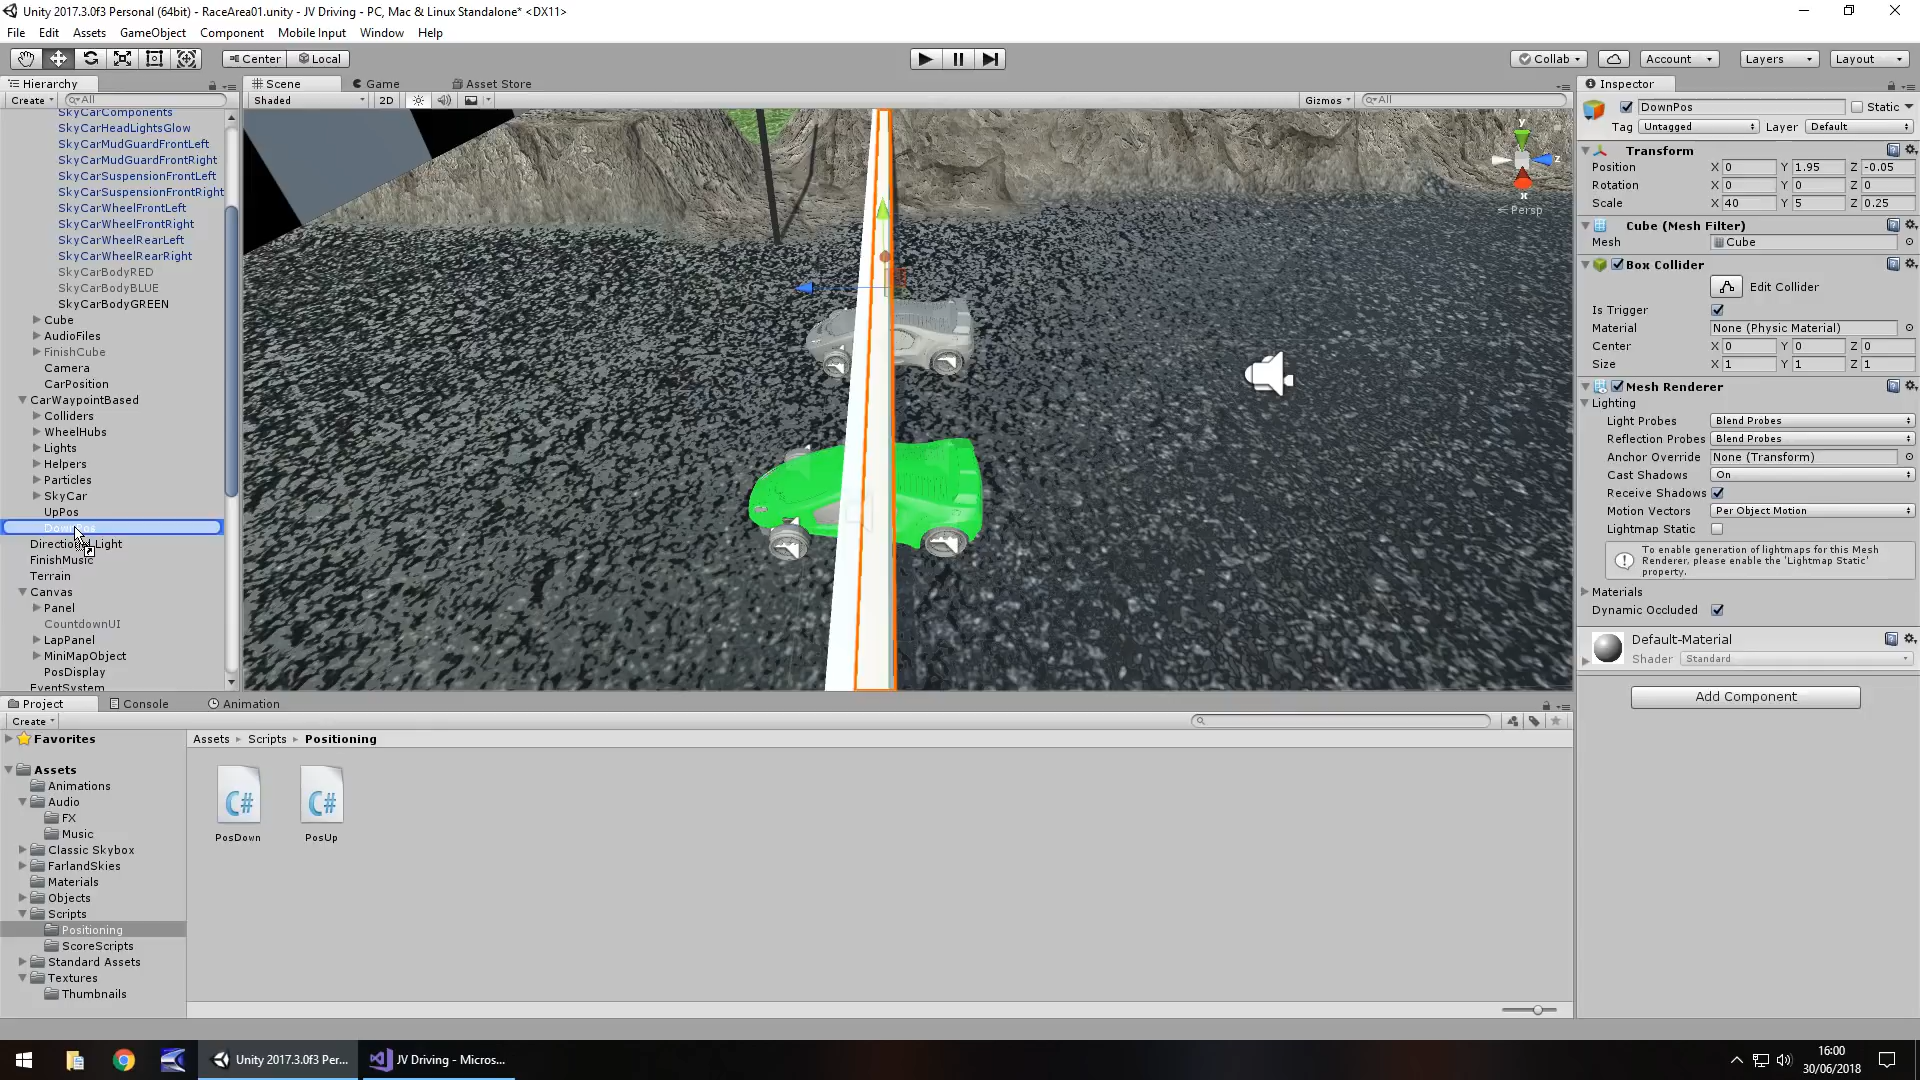 Unity 2017.3.0f3 Personal (64bit) - RaceArea01.unity - JV Driving - PC, Mac & Linux Standalone* <DX11>
File Edit Assets GameObject Component Mobile Input Window Help
Center Local Collab Account Layers Layout
Hierarchy Scene Game Asset Store Inspector
Create All Shaded 2D Gizmos All
SkyCarComponents
SkyCarHeadLightsGlow
SkyCarMudGuardFrontLeft
SkyCarMudGuardFrontRight
SkyCarSuspensionFrontLeft
SkyCarSuspensionFrontRight
SkyCarWheelFrontLeft
SkyCarWheelFrontRight
SkyCarWheelRearLeft
SkyCarWheelRearRight
SkyCarBodyRED
SkyCarBodyBLUE
SkyCarBodyGREEN
Cube
AudioFiles
FinishCube
Camera
CarPosition
CarWaypointBased
Colliders
WheelHubs
Lights
Helpers
Particles
SkyCar
UpPos
DownPos
Directional Light
FinishMusic
Terrain
Canvas
Panel
CountdownUI
LapPanel
MiniMapObject
PosDisplay
EventSystem
y
z
x
Persp
DownPos Static
Tag Untagged Layer Default
Transform
Position X 0 Y 1.95 Z -0.05
Rotation X 0 Y 0 Z 0
Scale X 40 Y 5 Z 0.25
Cube (Mesh Filter)
Mesh Cube
Box Collider
Edit Collider
Is Trigger
Material None (Physic Material)
Center X 0 Y 0 Z 0
Size X 1 Y 1 Z 1
Mesh Renderer
Lighting
Light Probes Blend Probes
Reflection Probes Blend Probes
Anchor Override None (Transform)
Cast Shadows On
Receive Shadows
Motion Vectors Per Object Motion
Lightmap Static
To enable generation of lightmaps for this Mesh
Renderer, please enable the 'Lightmap Static'
property.
Materials
Dynamic Occluded
Default-Material
Shader Standard
Add Component
Project Console Animation
Create
Favorites
Assets
Animations
Audio
FX
Music
Classic Skybox
FarlandSkies
Materials
Objects
Scripts
Positioning
ScoreScripts
Standard Assets
Textures
Thumbnails
Assets Scripts Positioning
C# C#
PosDown PosUp
Unity 2017.3.0f3 Per... JV Driving - Micros...
16:00
30/06/2018